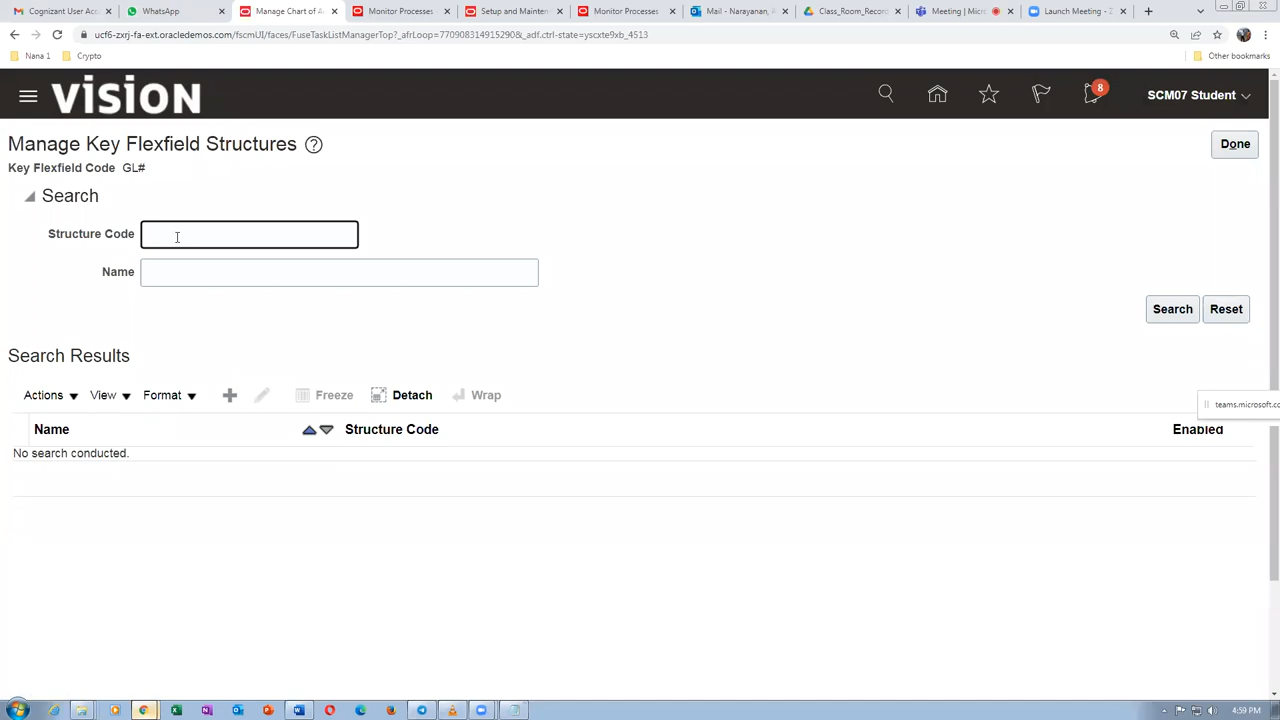 Cognizant User Acc
WhatsApp
Manage Chart of A
Monitor Processes
Setup and Mainten
Monitor Processes
Mail - Narayanan, A
Class_Room_Record
Meeting | Micr
Launch Meeting - Z
ucf6-zxrj-fa-ext.oracledemos.com/fscmUI/faces/FuseTaskListManagerTop?_afrLoop=7709083149152908&_adf.ctrl-state=yscxte9xb_4513
Nana 1
Crypto
Other bookmarks
VISION
8
SCM07 Student
Manage Key Flexfield Structures
Done
Key Flexfield Code GL#
Search
Structure Code
Name
Search
Reset
Search Results
Actions
View
Format
Freeze
Detach
Wrap
teams.microsoft.co
Name
Structure Code
Enabled
No search conducted.
4:59 PM